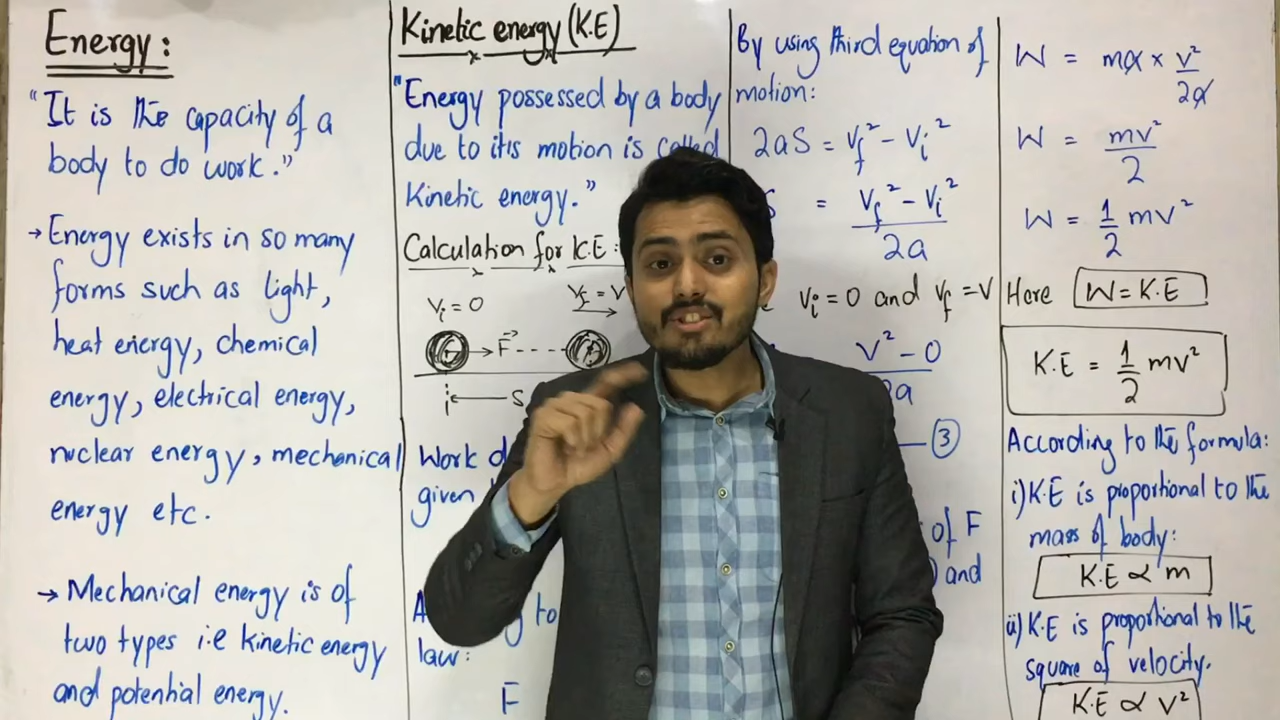 Energy:
"It is the capacity of a
body to do work."
→ Energy exists in so many
forms such as light,
heat energy, chemical
energy, electrical energy,
nuclear energy, mechanical
energy etc.
→ Mechanical energy is of
two types i.e kinetic energy
and potential energy.
Kinetic energy (K.E)
"Energy possessed by a body
due to its motion is called
Kinetic energy."
Calculation for K.E:
Vi = 0
Vf = V
F
S
Work
given
to
law:
F
By using third equation of
motion:
2aS = Vf² - Vi²
S = Vf² - Vi² / 2a
Vi = 0 and Vf = V
V² - 0 / 2a
③
of F
and
W = ma × v² / 2a
W = mv² / 2
W = 1/2 mv²
Here W = K.E
K.E = 1/2 mv²
According to the formula:
i) K.E is proportional to the
mass of body:
K.E ∝ m
ii) K.E is proportional to the
square of velocity.
K.E ∝ v²